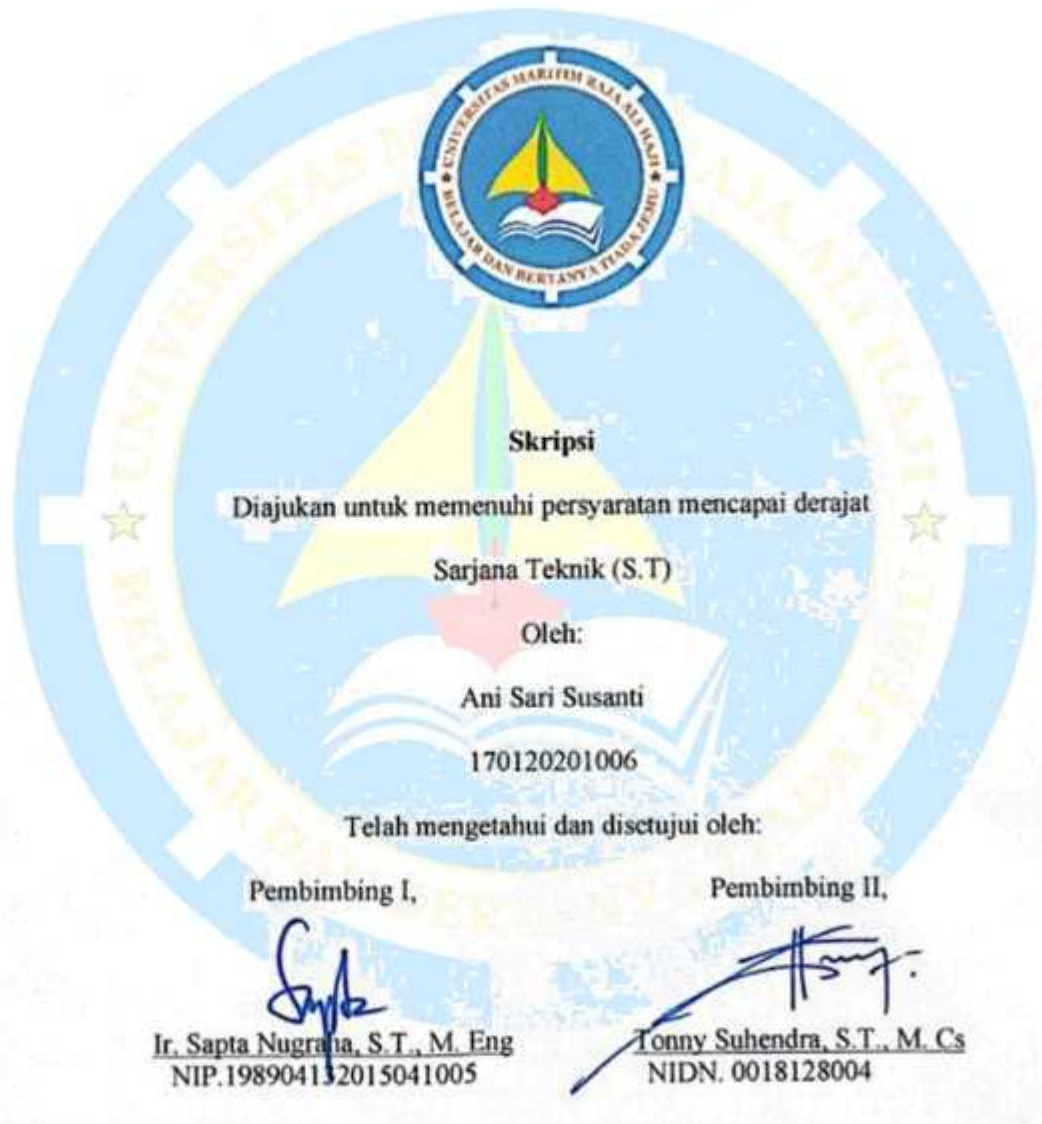 UNIVERSITAS MARITIM RAJA ALI HAJI
BELAJAR DAN BERTANYA TIADA JEMU
Skripsi
Diajukan untuk memenuhi persyaratan mencapai derajat
Sarjana Teknik (S.T)
Oleh:
Ani Sari Susanti
170120201006
Telah mengetahui dan disetujui oleh:
Pembimbing I,
Pembimbing II,
Ir. Sapta Nugraha, S.T., M. Eng
Tonny Suhendra, S.T., M. Cs
NIP.198904132015041005
NIDN. 0018128004